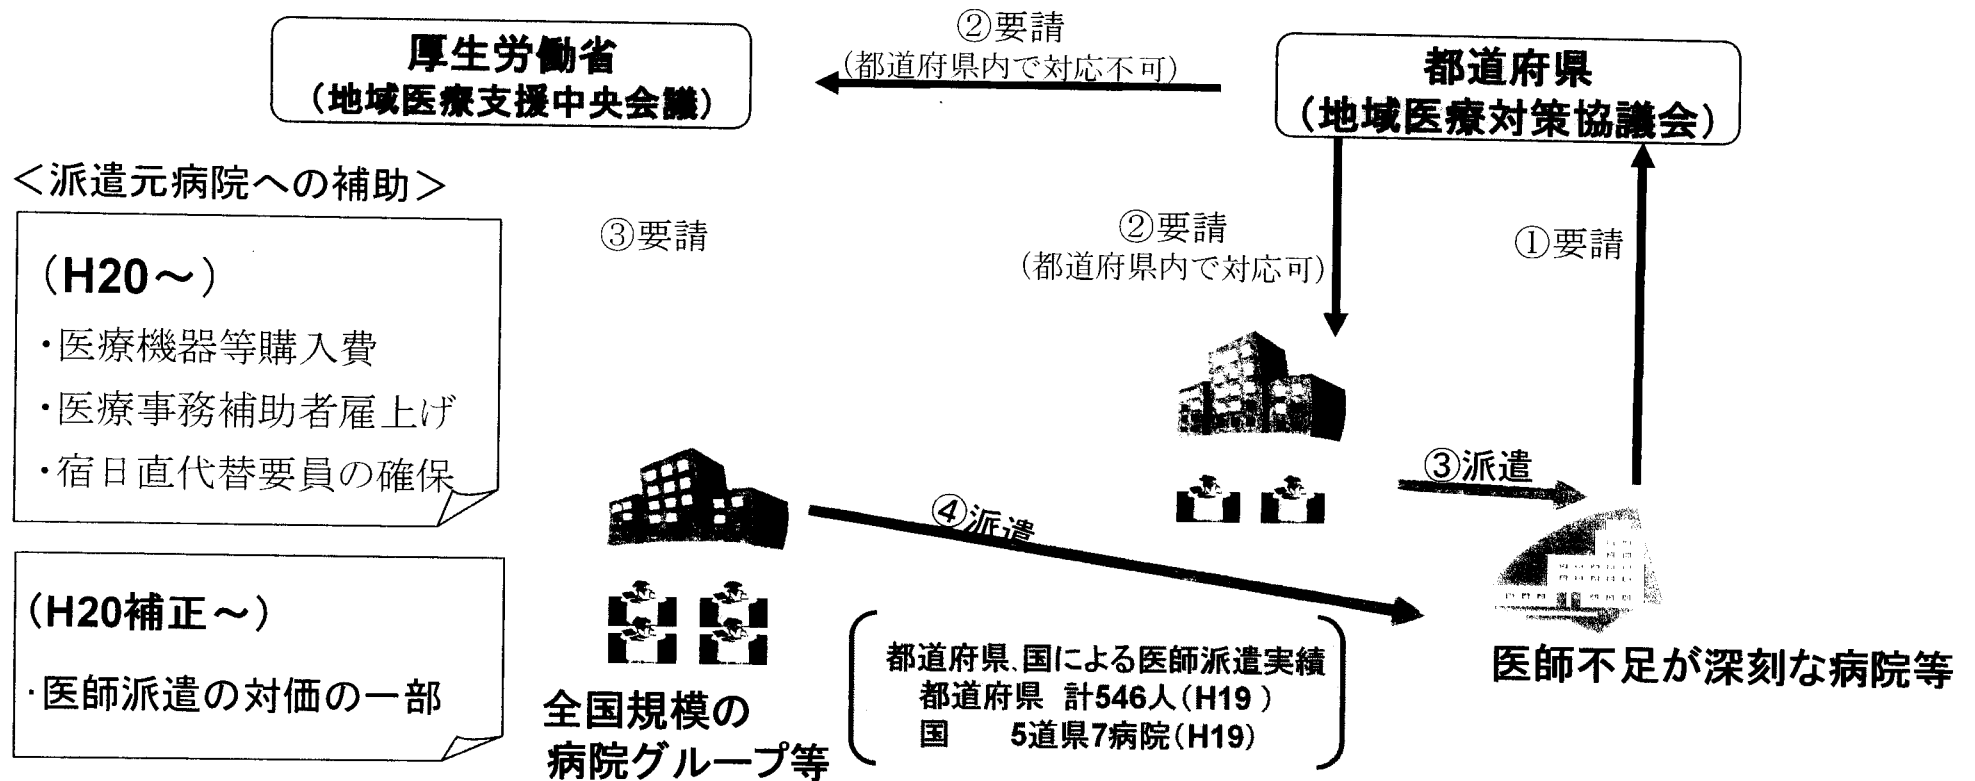 厚生労働省
(地域医療支援中央会議)
②要請
(都道府県内で対応不可)
都道府県
(地域医療対策協議会)
<派遣元病院への補助>
(H20~)
・医療機器等購入費
・医療事務補助者雇上げ
・宿日直代替要員の確保
(H20補正~)
・医師派遣の対価の一部
③要請
②要請
(都道府県内で対応可)
①要請
③派遣
④派遣
全国規模の
病院グループ等
都道府県、国による医師派遣実績
都道府県 計546人(H19)
国 5道県7病院(H19)
医師不足が深刻な病院等